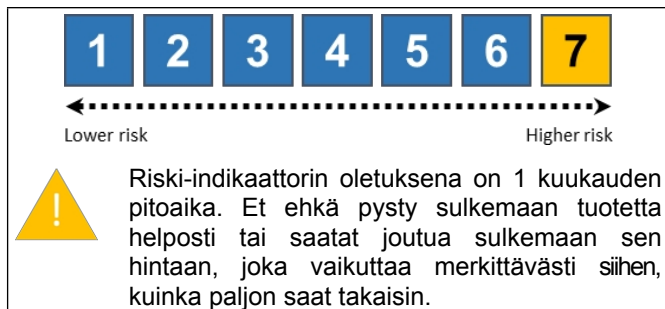 1 2 3 4 5 6 7
Lower risk Higher risk
!
Riski-indikaattorin oletuksena on 1 kuukauden
pitoaika. Et ehkä pysty sulkemaan tuotetta
helposti tai saatat joutua sulkemaan sen
hintaan, joka vaikuttaa merkittävästi siihen,
kuinka paljon saat takaisin.